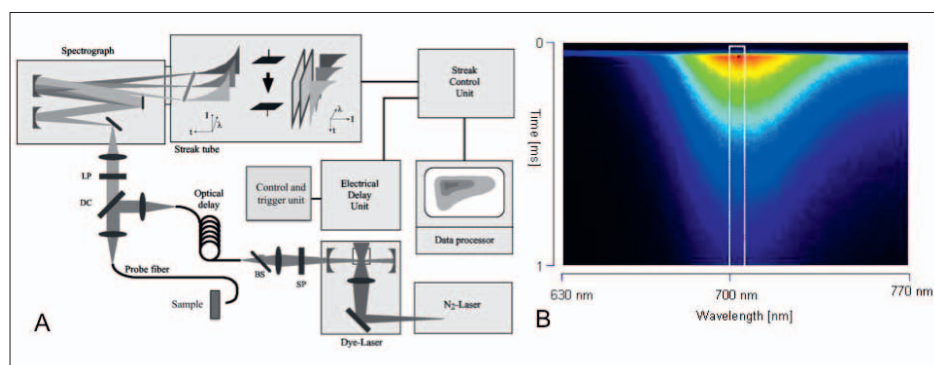 Spectrograph
I
λ
t
λ
I
t
Streak tube
Streak
Control
Unit
LP
DC
Optical
delay
Control and
trigger unit
Electrical
Delay
Unit
Data processor
Probe fiber
BS
SP
Sample
N2-Laser
Dye-Laser
A
0
Time [ms]
1
630 nm
700 nm
770 nm
Wavelength [nm]
B